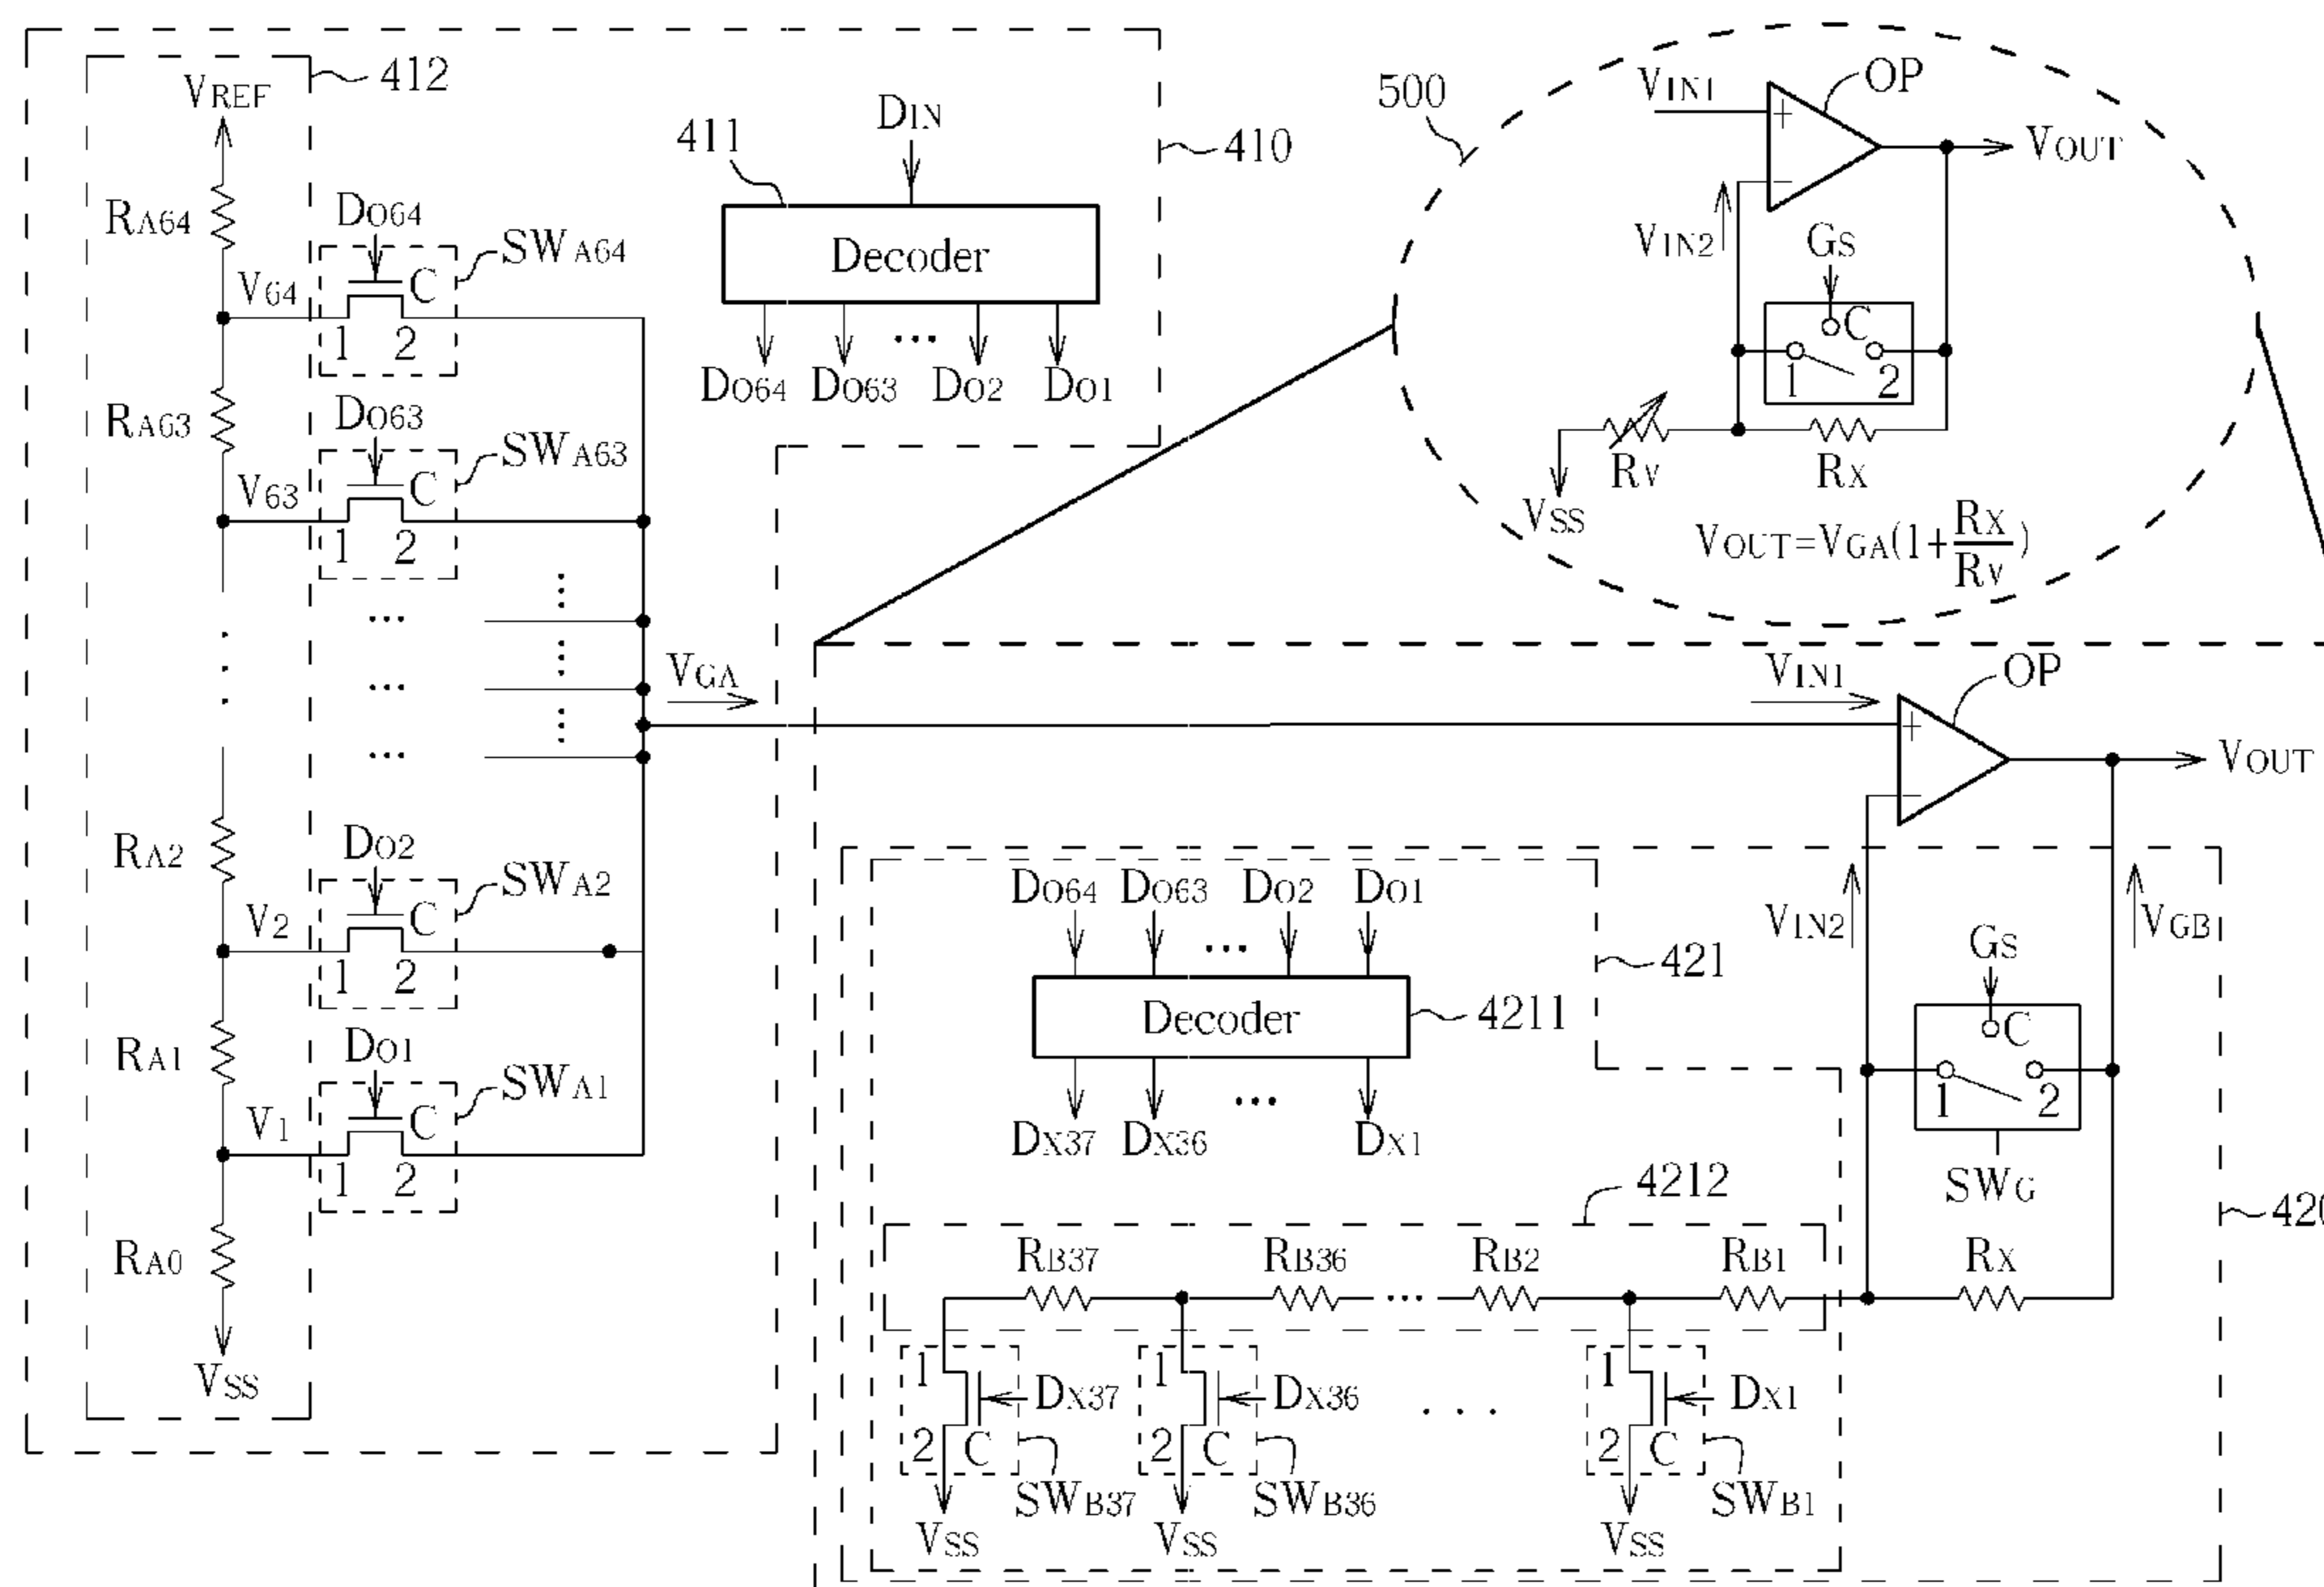 VREF
412
RA64
DO64
SWA64
V64
C
1 2
RA63
DO63
SWA63
V63
C
1 2
...
...
...
VGA
RA2
DO2
SWA2
V2
C
1 2
RA1
DO1
SWA1
V1
C
1 2
RA0
VSS
DIN
411
Decoder
410
DO64 DO63 ... DO2 DO1
500
VIN1
OP
+
−
VOUT
VIN2
GS
C
1 2
RV
RX
VSS
VOUT=VGA(1+RX/RV)
VIN1
OP
+
−
VOUT
VIN2
VGB
DO64 DO63 ... DO2 DO1
421
Decoder
4211
DX37 DX36 ... DX1
GS
C
1 2
SWG
4212
RB37 RB36 ... RB2 RB1
RX
1
DX37
2 C
SWB37
VSS
1
DX36
2 C
SWB36
VSS
...
1
DX1
2 C
SWB1
VSS